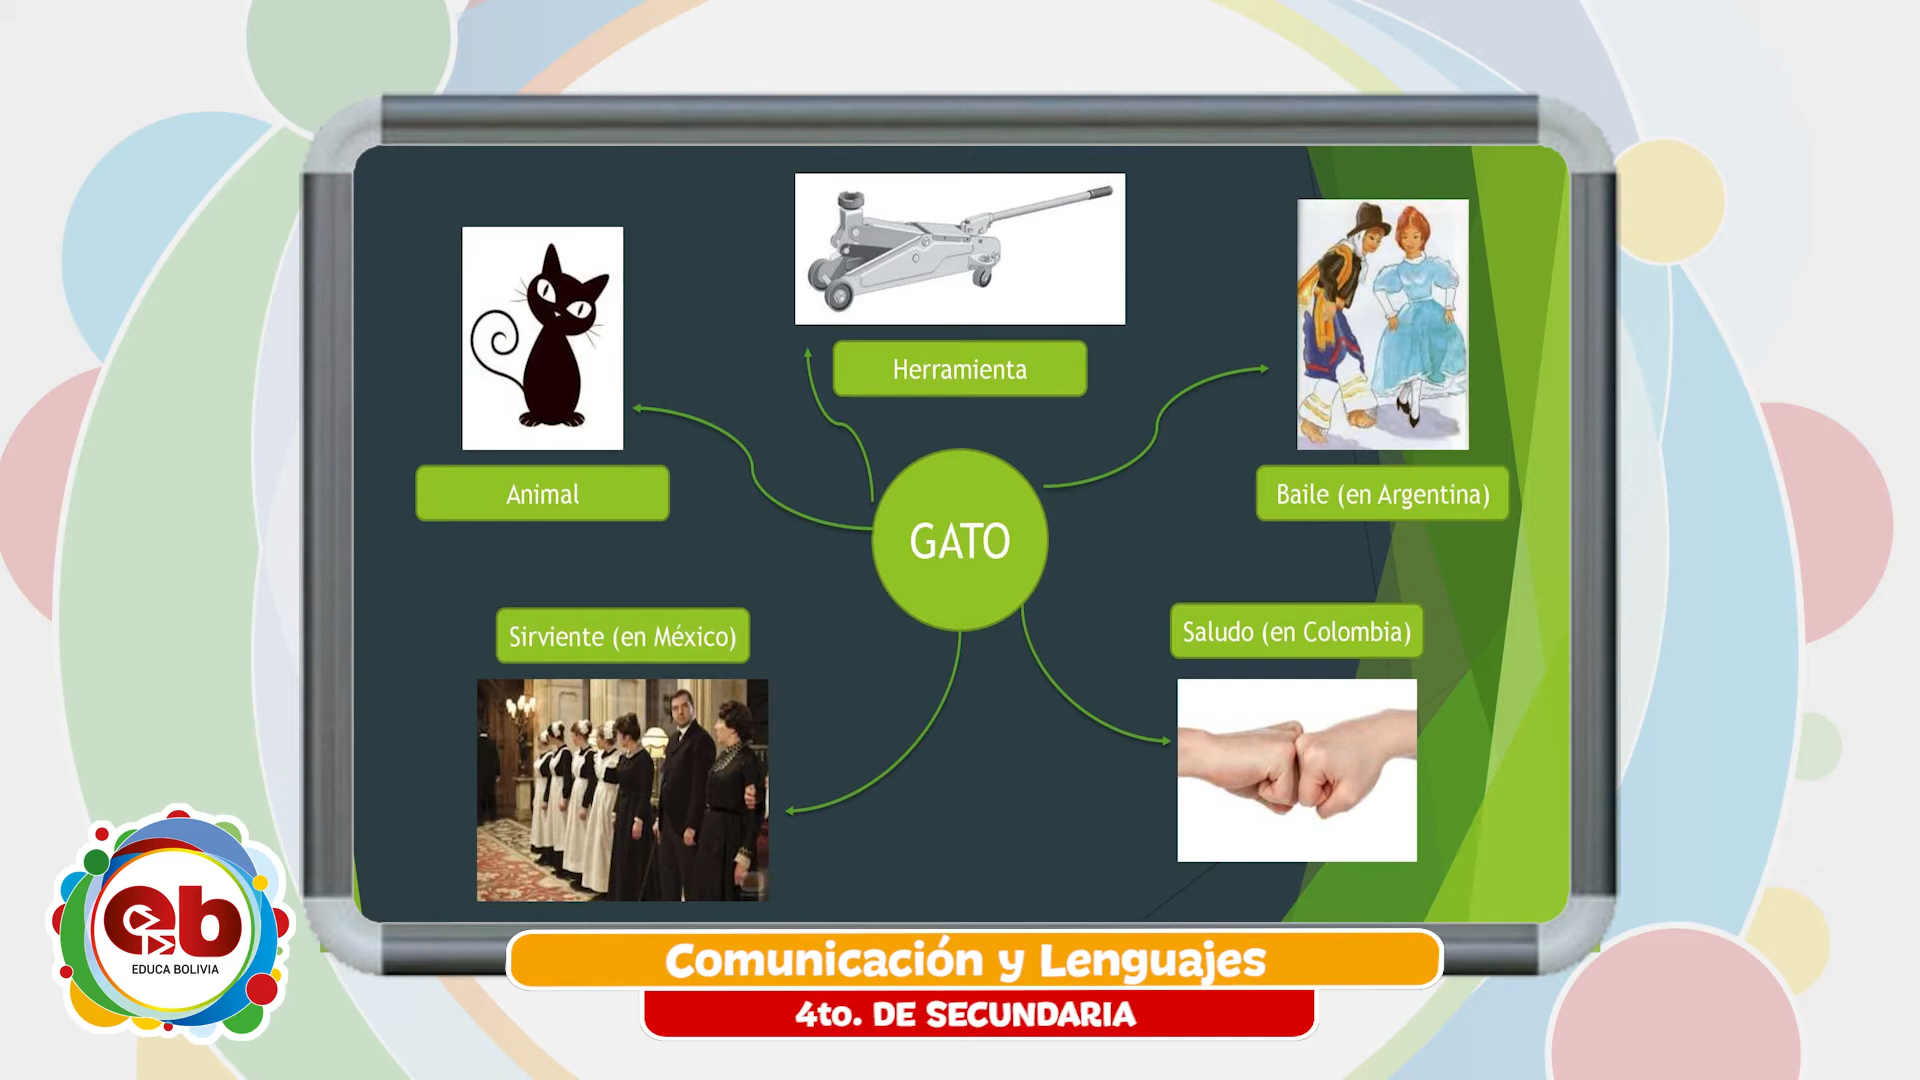 Herramienta
Animal
Baile (en Argentina)
GATO
Sirviente (en México)
Saludo (en Colombia)
eb
EDUCA BOLIVIA
Comunicación y Lenguajes
4to. DE SECUNDARIA